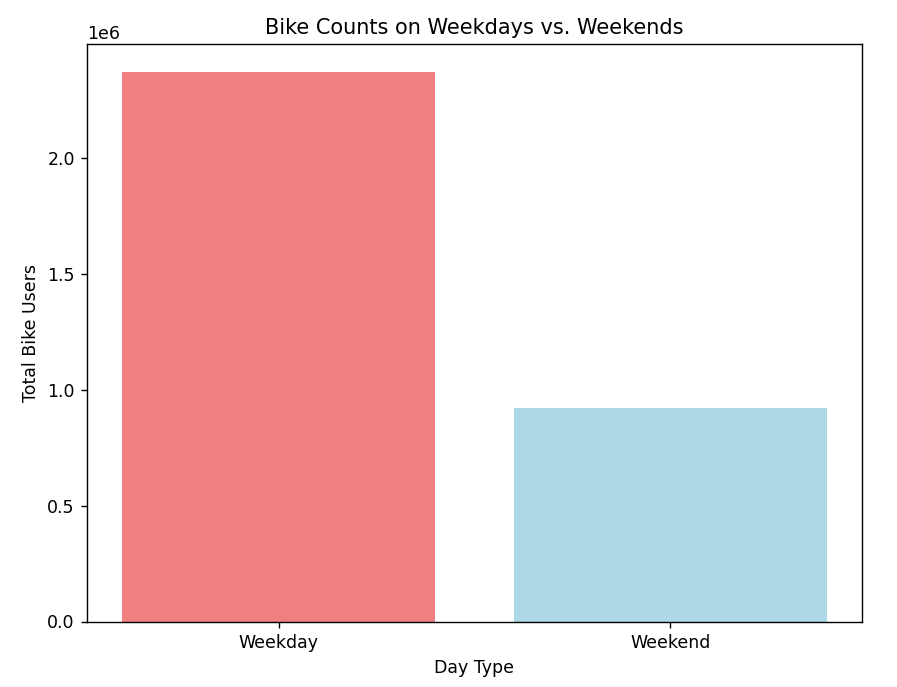 Bike Counts on Weekdays vs. Weekends
1e6
2.0
1.5
1.0
0.5
0.0
Total Bike Users
Weekday Weekend
Day Type